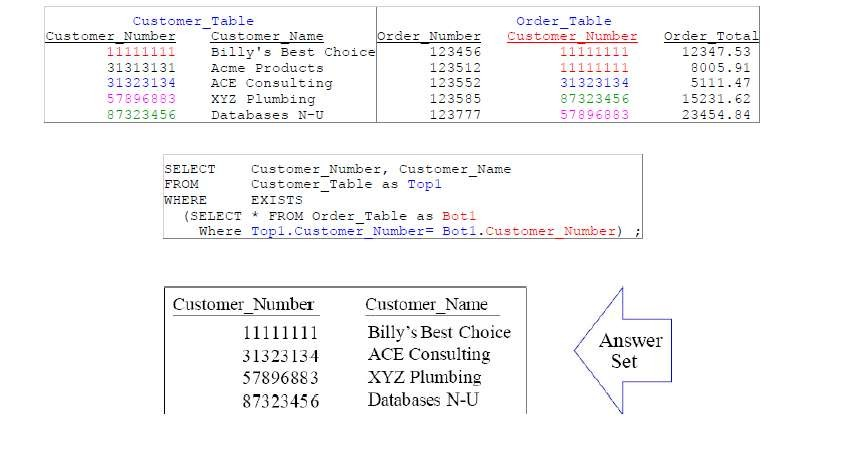 Customer_Table Order_Table
Customer_Number Customer_Name Order_Number Customer_Number Order_Total
11111111 Billy's Best Choice 123456 11111111 12347.53
31313131 Acme Products 123512 11111111 8005.91
31323134 ACE Consulting 123552 31323134 5111.47
57896883 XYZ Plumbing 123585 87323456 15231.62
87323456 Databases N-U 123777 57896883 23454.84
SELECT Customer_Number, Customer_Name
FROM Customer_Table as Top1
WHERE EXISTS
(SELECT * FROM Order_Table as Bot1
Where Top1.Customer_Number= Bot1.Customer_Number) ;
Customer_Number Customer_Name
11111111 Billy's Best Choice
31323134 ACE Consulting
57896883 XYZ Plumbing
87323456 Databases N-U
Answer
Set